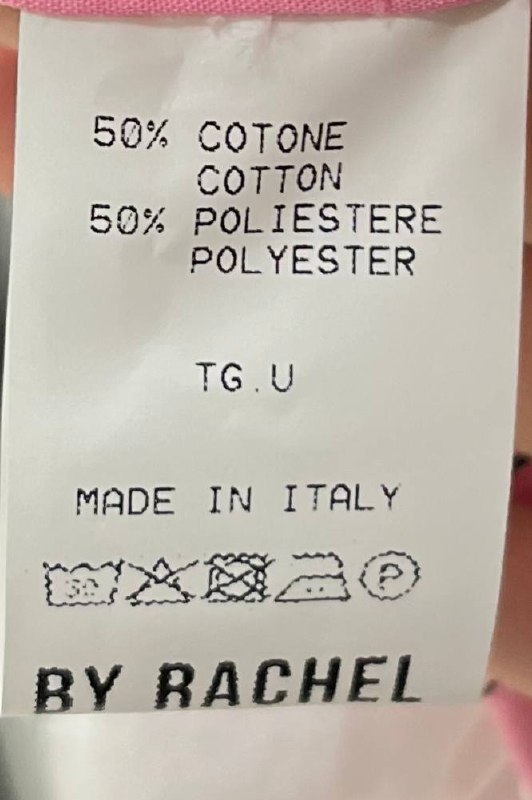 50% COTONE
COTTON
50% POLIESTERE
POLYESTER
TG.U
MADE IN ITALY
P
BY RACHEL